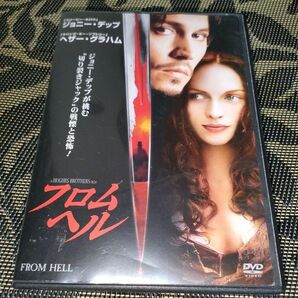 ジョニー・デップ
ヘザー・グラハム
ジョニー・デップが挑む
"切り裂きジャック"の戦慄と恐怖！
A HUGHES BROTHERS FILM
フロム・ヘル
FROM HELL
DVD
VIDEO